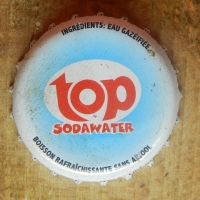 INGRÉDIENTS: EAU GAZEIFIÉE
top
SODAWATER
BOISSON RAFRAÎCHISSANTE SANS ALCOOL